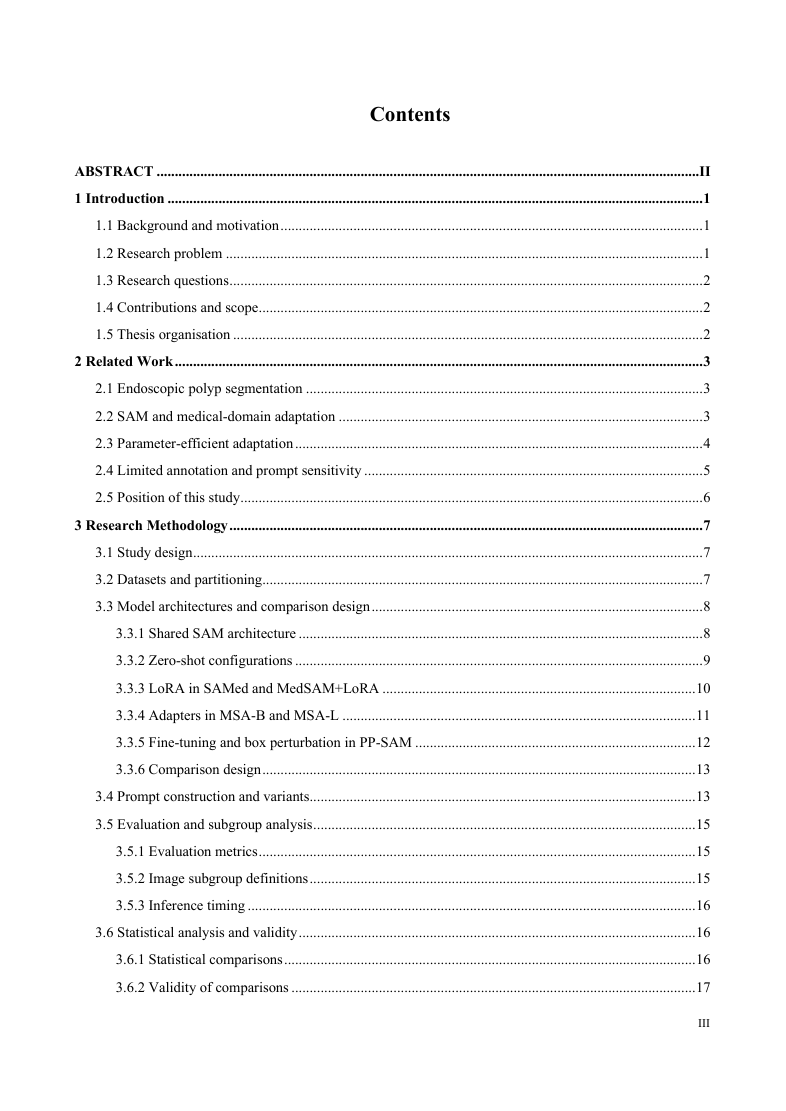 Contents
ABSTRACT ........................................................ II
1 Introduction ........................................................ 1
1.1 Background and motivation ........................................................ 1
1.2 Research problem ........................................................ 1
1.3 Research questions ........................................................ 2
1.4 Contributions and scope ........................................................ 2
1.5 Thesis organisation ........................................................ 2
2 Related Work ........................................................ 3
2.1 Endoscopic polyp segmentation ........................................................ 3
2.2 SAM and medical-domain adaptation ........................................................ 3
2.3 Parameter-efficient adaptation ........................................................ 4
2.4 Limited annotation and prompt sensitivity ........................................................ 5
2.5 Position of this study ........................................................ 6
3 Research Methodology ........................................................ 7
3.1 Study design ........................................................ 7
3.2 Datasets and partitioning ........................................................ 7
3.3 Model architectures and comparison design ........................................................ 8
3.3.1 Shared SAM architecture ........................................................ 8
3.3.2 Zero-shot configurations ........................................................ 9
3.3.3 LoRA in SAMed and MedSAM+LoRA ........................................................ 10
3.3.4 Adapters in MSA-B and MSA-L ........................................................ 11
3.3.5 Fine-tuning and box perturbation in PP-SAM ........................................................ 12
3.3.6 Comparison design ........................................................ 13
3.4 Prompt construction and variants ........................................................ 13
3.5 Evaluation and subgroup analysis ........................................................ 15
3.5.1 Evaluation metrics ........................................................ 15
3.5.2 Image subgroup definitions ........................................................ 15
3.5.3 Inference timing ........................................................ 16
3.6 Statistical analysis and validity ........................................................ 16
3.6.1 Statistical comparisons ........................................................ 16
3.6.2 Validity of comparisons ........................................................ 17
III